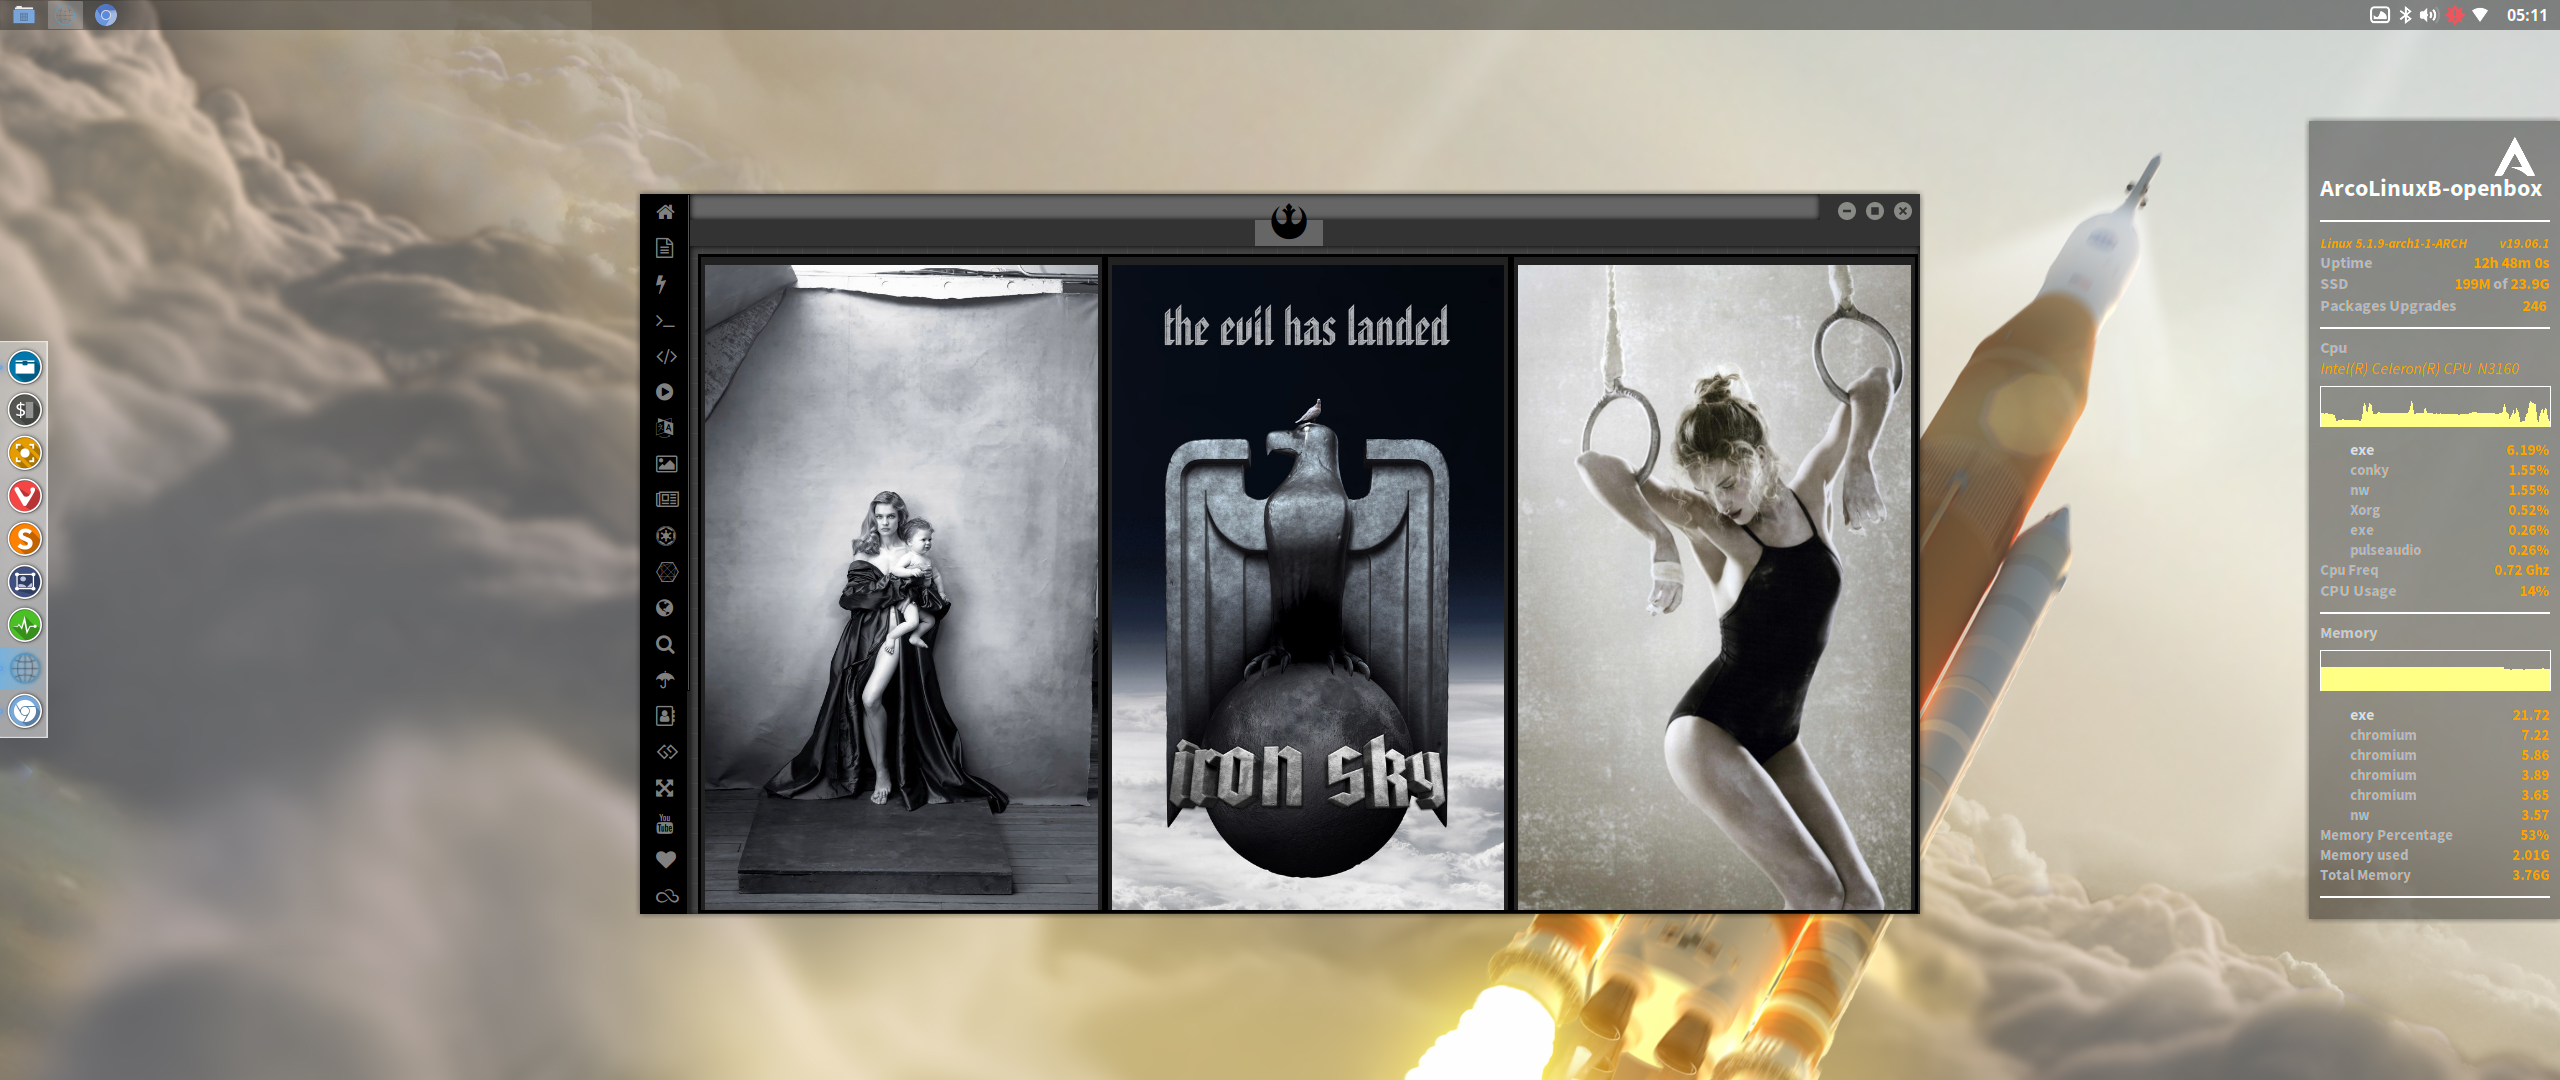 05:11
$
S
You
Tube
the evil has landed
iron sky
ArcoLinuxB-openbox
Linux 5.1.9-arch1-1-ARCH v19.06.1
Uptime 12h 48m 0s
SSD 199M of 23.9G
Packages Upgrades 246
Cpu
Intel(R) Celeron(R) CPU N3160
exe 6.19%
conky 1.55%
nw 1.55%
Xorg 0.52%
exe 0.26%
pulseaudio 0.26%
Cpu Freq 0.72 Ghz
CPU Usage 14%
Memory
exe 21.72
chromium 7.22
chromium 5.86
chromium 3.89
chromium 3.65
nw 3.57
Memory Percentage 53%
Memory used 2.01G
Total Memory 3.76G